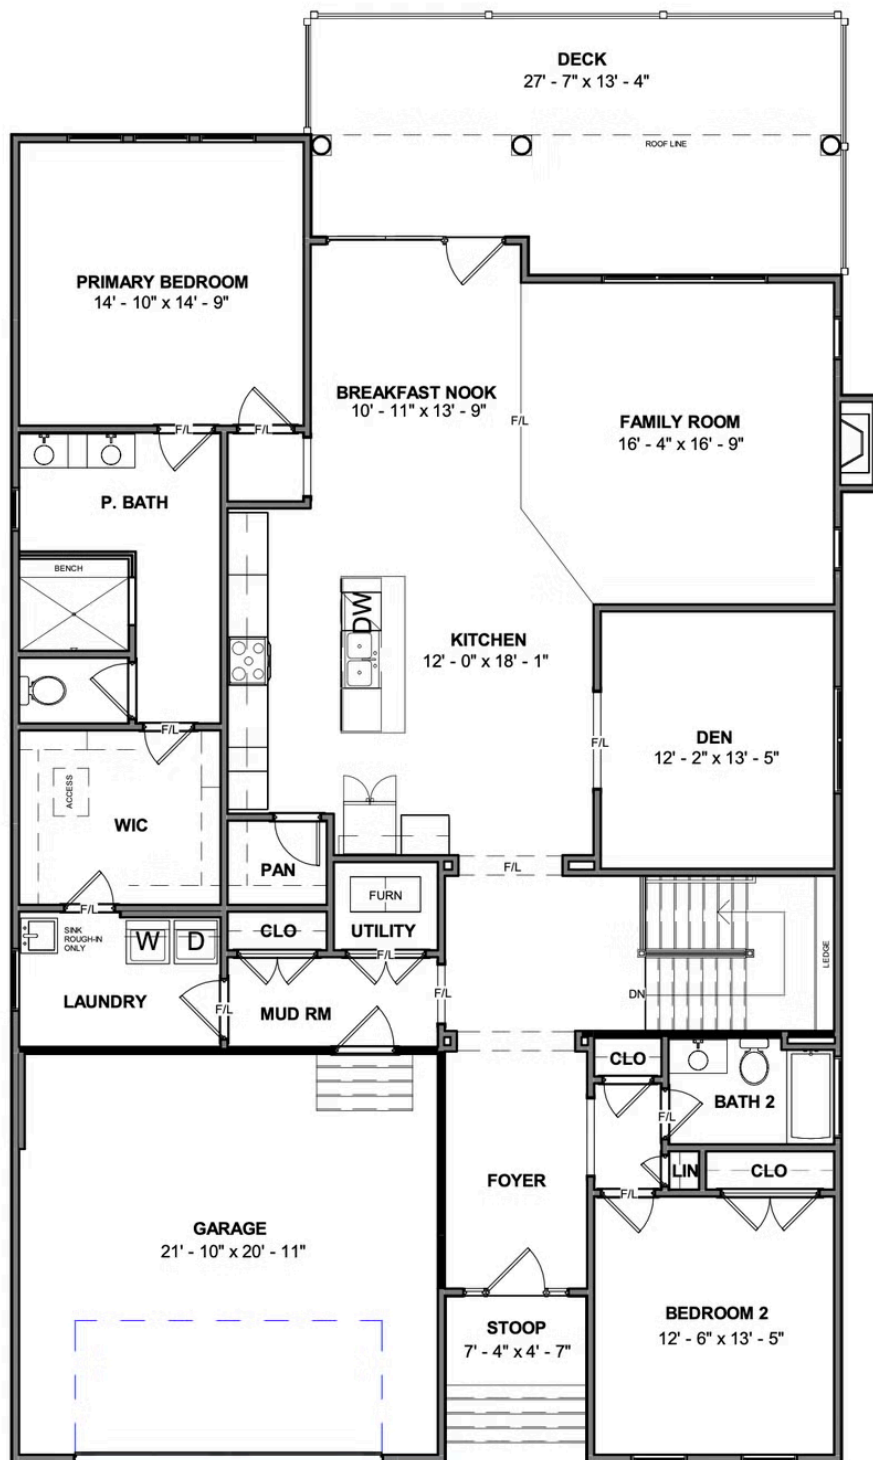 DECK
27' - 7" x 13' - 4"
ROOF LINE
PRIMARY BEDROOM
14' - 10" x 14' - 9"
BREAKFAST NOOK
10' - 11" x 13' - 9"
F/L
FAMILY ROOM
16' - 4" x 16' - 9"
F/L
F/L
P. BATH
BENCH
DW
KITCHEN
12' - 0" x 18' - 1"
F/L
F/L
DEN
12' - 2" x 13' - 5"
ACCESS
WIC
PAN
F/L
FURN
UTILITY
F/L
CLO
F/L
SINK
ROUGH-IN
ONLY
W
D
LAUNDRY
F/L
MUD RM
F/L
DN
LEDGE
CLO
BATH 2
F/L
LIN
CLO
F/L
FOYER
GARAGE
21' - 10" x 20' - 11"
STOOP
7' - 4" x 4' - 7"
BEDROOM 2
12' - 6" x 13' - 5"